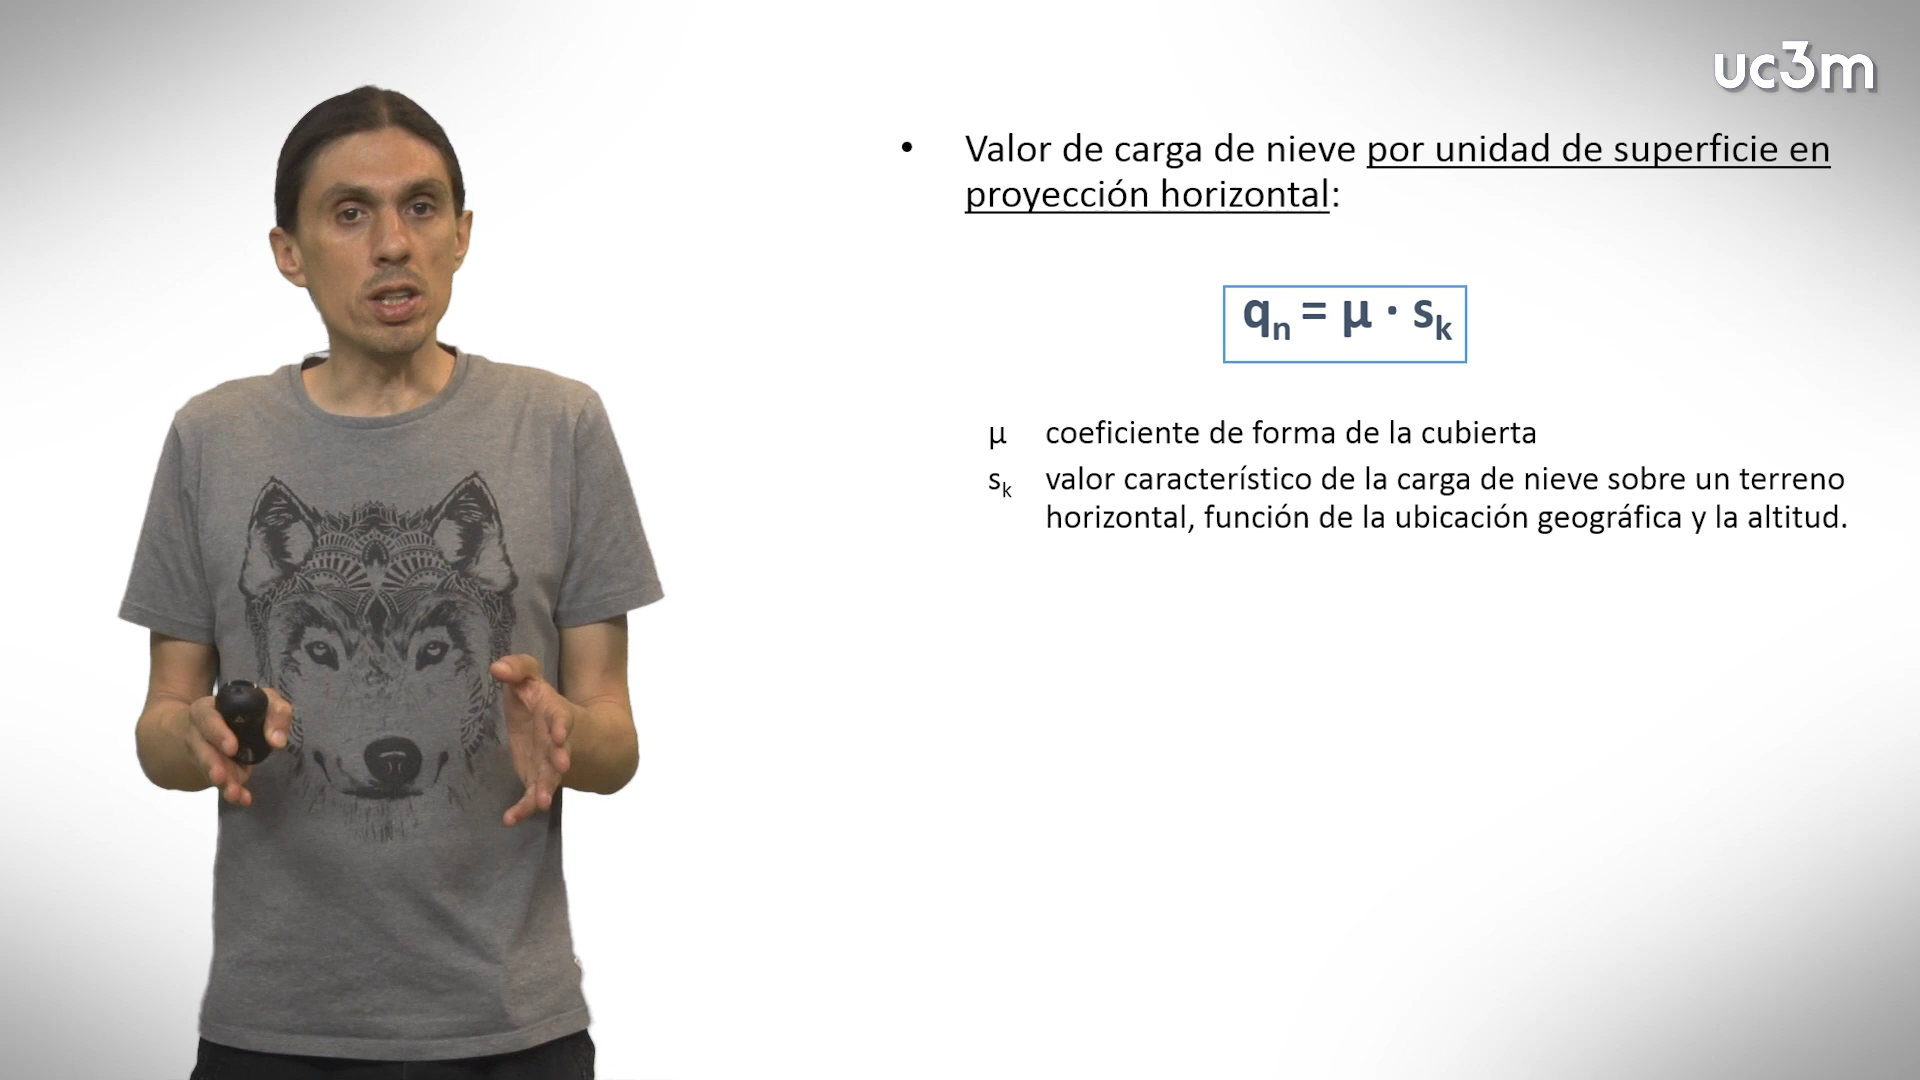 uc3m
• Valor de carga de nieve por unidad de superficie en
proyección horizontal:
qn = μ · sk
μ coeficiente de forma de la cubierta
sk valor característico de la carga de nieve sobre un terreno
horizontal, función de la ubicación geográfica y la altitud.